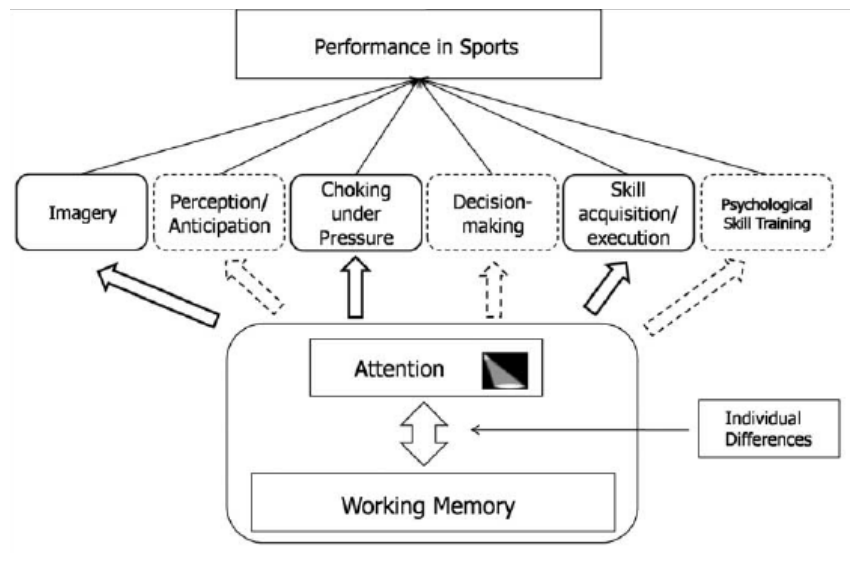 Performance in Sports
Imagery
Perception/
Anticipation
Choking
under
Pressure
Decision-
making
Skill
acquisition/
execution
Psychological
Skill Training
Attention
Individual
Differences
Working Memory